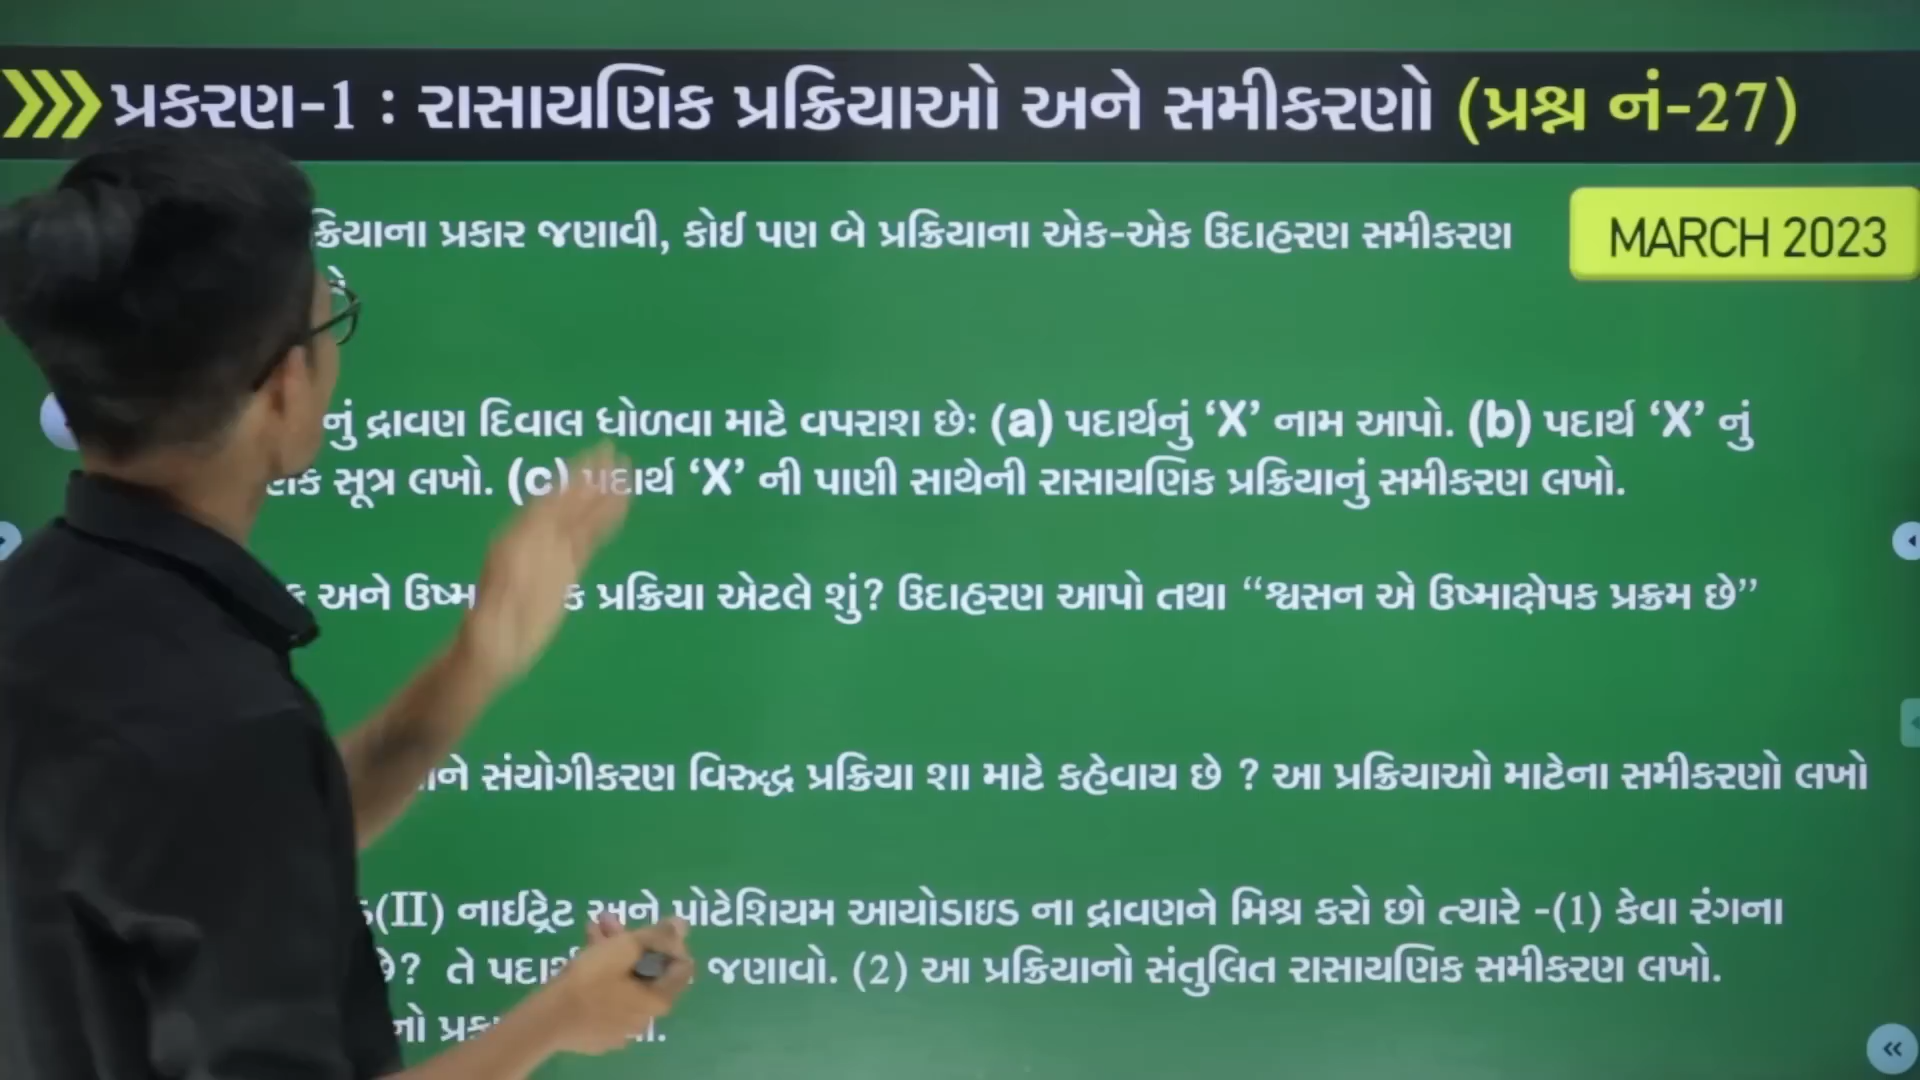 પ્રકરણ-1 : રાસાયણિક પ્રક્રિયાઓ અને સમીકરણો (પ્રશ્ન નં-27)
MARCH 2023
પ્રકાર જણાવી, કોઈ પણ બે પ્રક્રિયાના એક-એક ઉદાહરણ સમીકરણ
નું દ્રાવણ દિવાલ ધોળવા માટે વપરાશ છેઃ (a) પદાર્થનું ‘X’ નામ આપો. (b) પદાર્થ ‘X’ નું
સૂત્ર લખો. (c) પદાર્થ ‘X’ ની પાણી સાથેની રાસાયણિક પ્રક્રિયાનું સમીકરણ લખો.
અને પ્રક્રિયા એટલે શું? ઉદાહરણ આપો તથા “શ્વસન એ ઉષ્માક્ષેપક પ્રક્રમ છે”
સંયોગીકરણ વિરુદ્ધ પ્રક્રિયા શા માટે કહેવાય છે ? આ પ્રક્રિયાઓ માટેના સમીકરણો લખો
(II) નાઈટ્રેટ અને પોટેશિયમ આયોડાઇડ ના દ્રાવણને મિશ્ર કરો છો ત્યારે -(1) કેવા રંગના
તે જણાવો. (2) આ પ્રક્રિયાનો સંતુલિત રાસાયણિક સમીકરણ લખો.